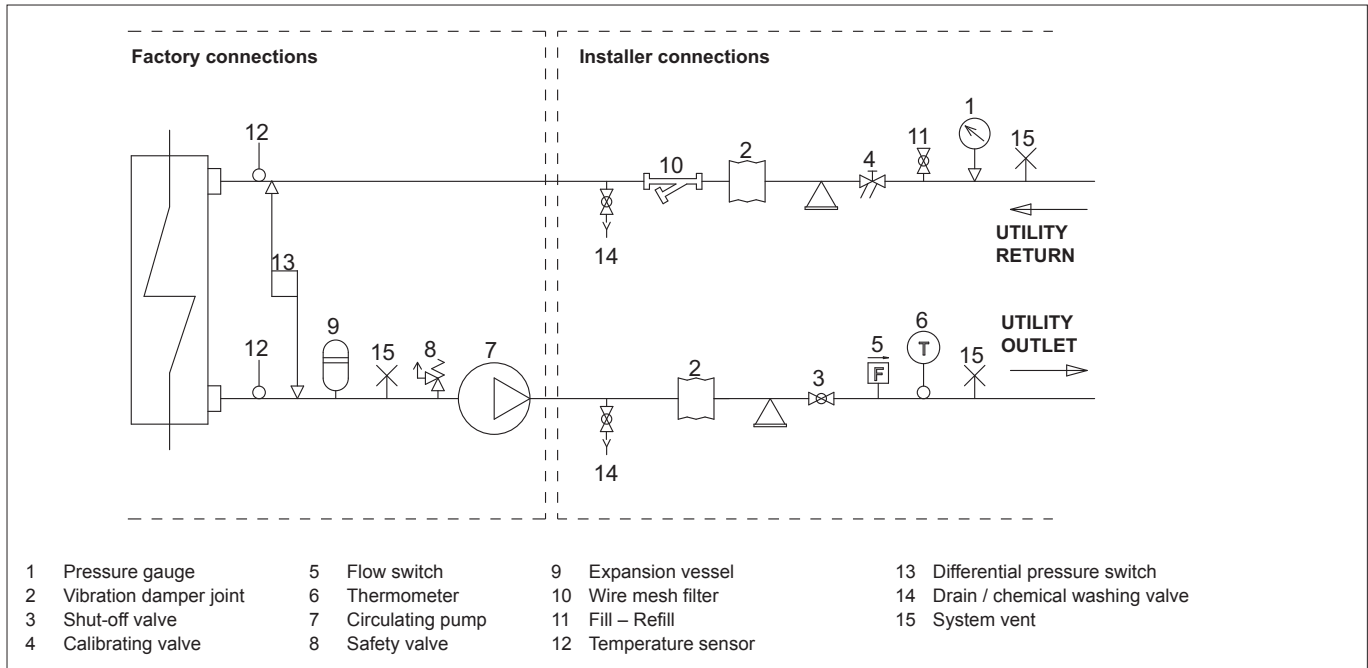 Factory connections
Installer connections
1
12
11
15
2
4
10
UTILITY
RETURN
14
13
UTILITY
OUTLET
6
9
5
12
15
8
7
15
2
3
T
F
14
1 Pressure gauge
2 Vibration damper joint
3 Shut-off valve
4 Calibrating valve
5 Flow switch
6 Thermometer
7 Circulating pump
8 Safety valve
9 Expansion vessel
10 Wire mesh filter
11 Fill – Refill
12 Temperature sensor
13 Differential pressure switch
14 Drain / chemical washing valve
15 System vent